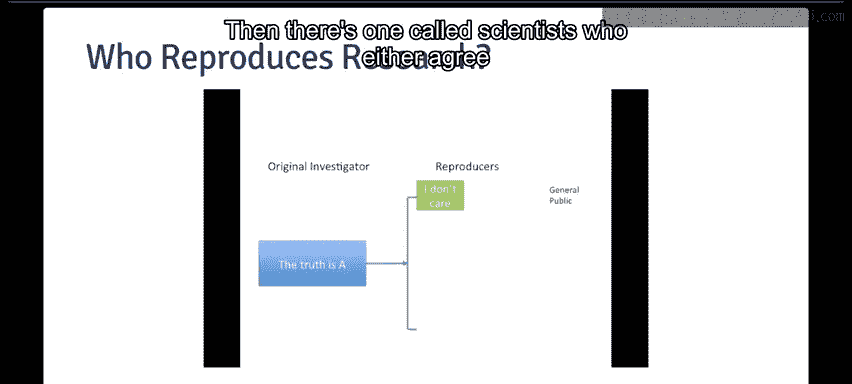 Then there's one called scientists who
either agree
Who Reproduces Research?
Original Investigator
Reproducers
I don't
care
General
Public
The truth is A